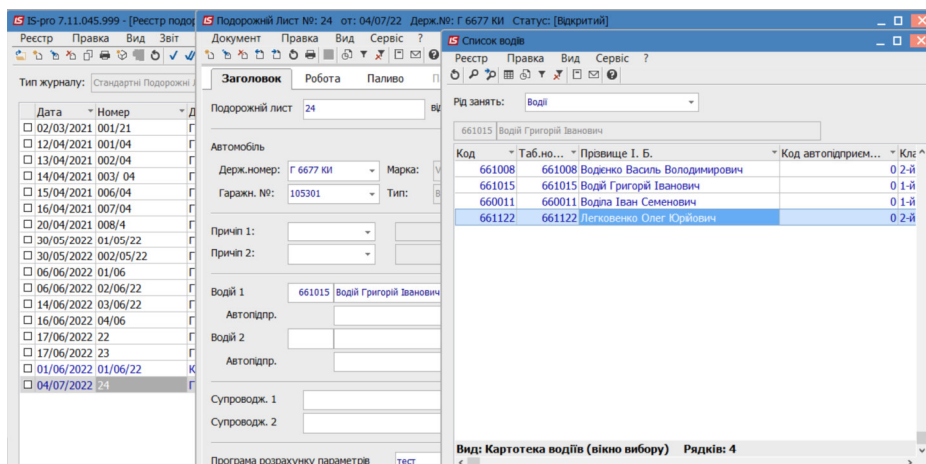 IS-pro 7.11.045.999 - [Реєстр
Реєстр Правка Вид Звіт
Тип журналу: Стандартні Подорожні
Дата Номер
02/03/2021 001/21
12/04/2021 001/04
13/04/2021 002/04
14/04/2021 003/ 04
15/04/2021 006/04
16/04/2021 007/04
20/04/2021 008/4
30/05/2022 01/05/22
30/05/2022 002/05/22
06/06/2022 01/06
06/06/2022 02/06/22
14/06/2022 03/06/22
16/06/2022 04/06
17/06/2022 22
17/06/2022 23
01/06/2022 01/06/22
04/07/2022 24
Подорожній Лист №: 24 от: 04/07/22 Держ.№: Г 6677 КИ Статус: [Відкритий]
Документ Правка Вид Сервіс ?
Заголовок Робота Паливо
Подорожній лист 24
Автомобіль
Держ.номер: Г 6677 КИ Марка:
Гаражн. №: 105301 Тип:
Причіп 1:
Причіп 2:
Водій 1 661015 Водій Григорій Іванович
Автопідпр.
Водій 2
Автопідпр.
Супроводж. 1
Супроводж. 2
Програма розрахунку параметрів тест
Список водів
Реєстр Правка Вид Сервіс ?
Рід занять: Водії
661015 Водій Григорій Іванович
Код Таб.но... Прізвище І. Б. Код автопідприєм... Кла
661008 661008 Водієнко Василь Володимирович 0 2-й
661015 661015 Водій Григорій Іванович 0 1-й
660011 660011 Воділа Іван Семенович 0 1-й
661122 661122 Легковенко Олег Юрійович 0 2-й
Вид: Картотека водіїв (вікно вибору) Рядків: 4